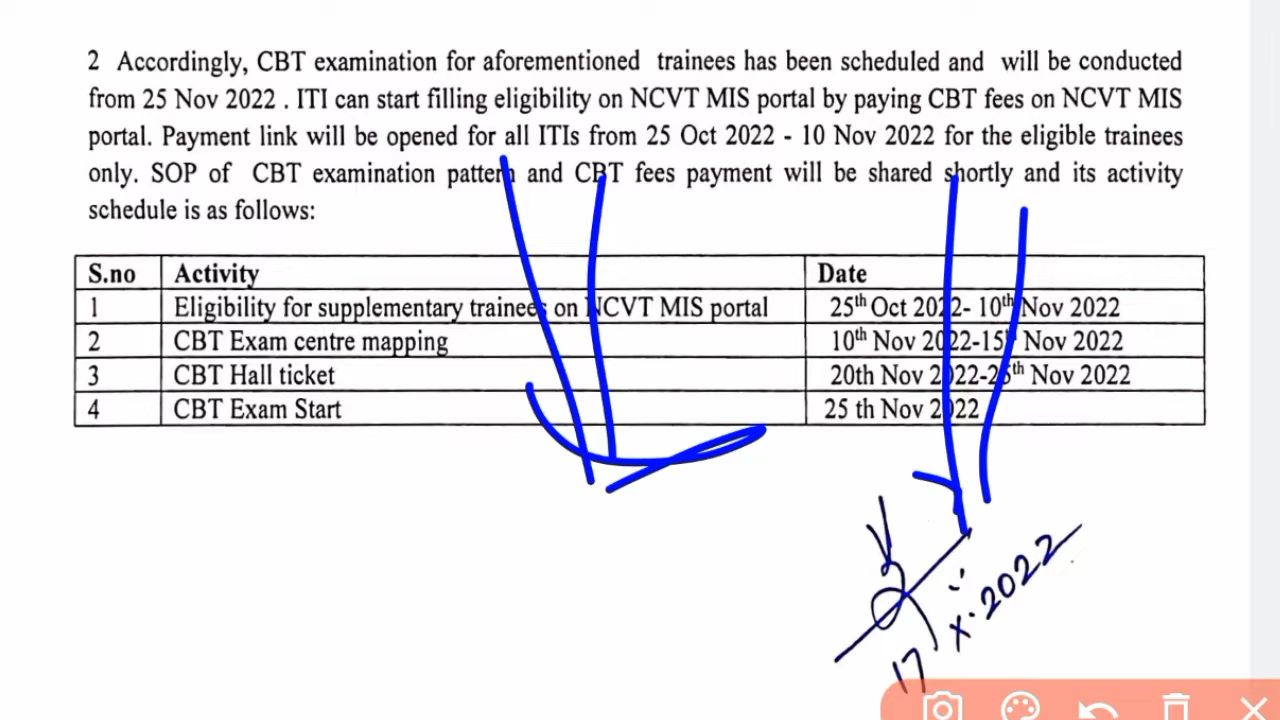 2 Accordingly, CBT examination for aforementioned trainees has been scheduled and will be conducted
from 25 Nov 2022 . ITI can start filling eligibility on NCVT MIS portal by paying CBT fees on NCVT MIS
portal. Payment link will be opened for all ITIs from 25 Oct 2022 - 10 Nov 2022 for the eligible trainees
only. SOP of CBT examination pattern and CBT fees payment will be shared shortly and its activity
schedule is as follows:
S.no Activity Date
1 Eligibility for supplementary trainees on NCVT MIS portal 25th Oct 2022- 10th Nov 2022
2 CBT Exam centre mapping 10th Nov 2022-15th Nov 2022
3 CBT Hall ticket 20th Nov 2022-25th Nov 2022
4 CBT Exam Start 25 th Nov 2022
17 X·2022